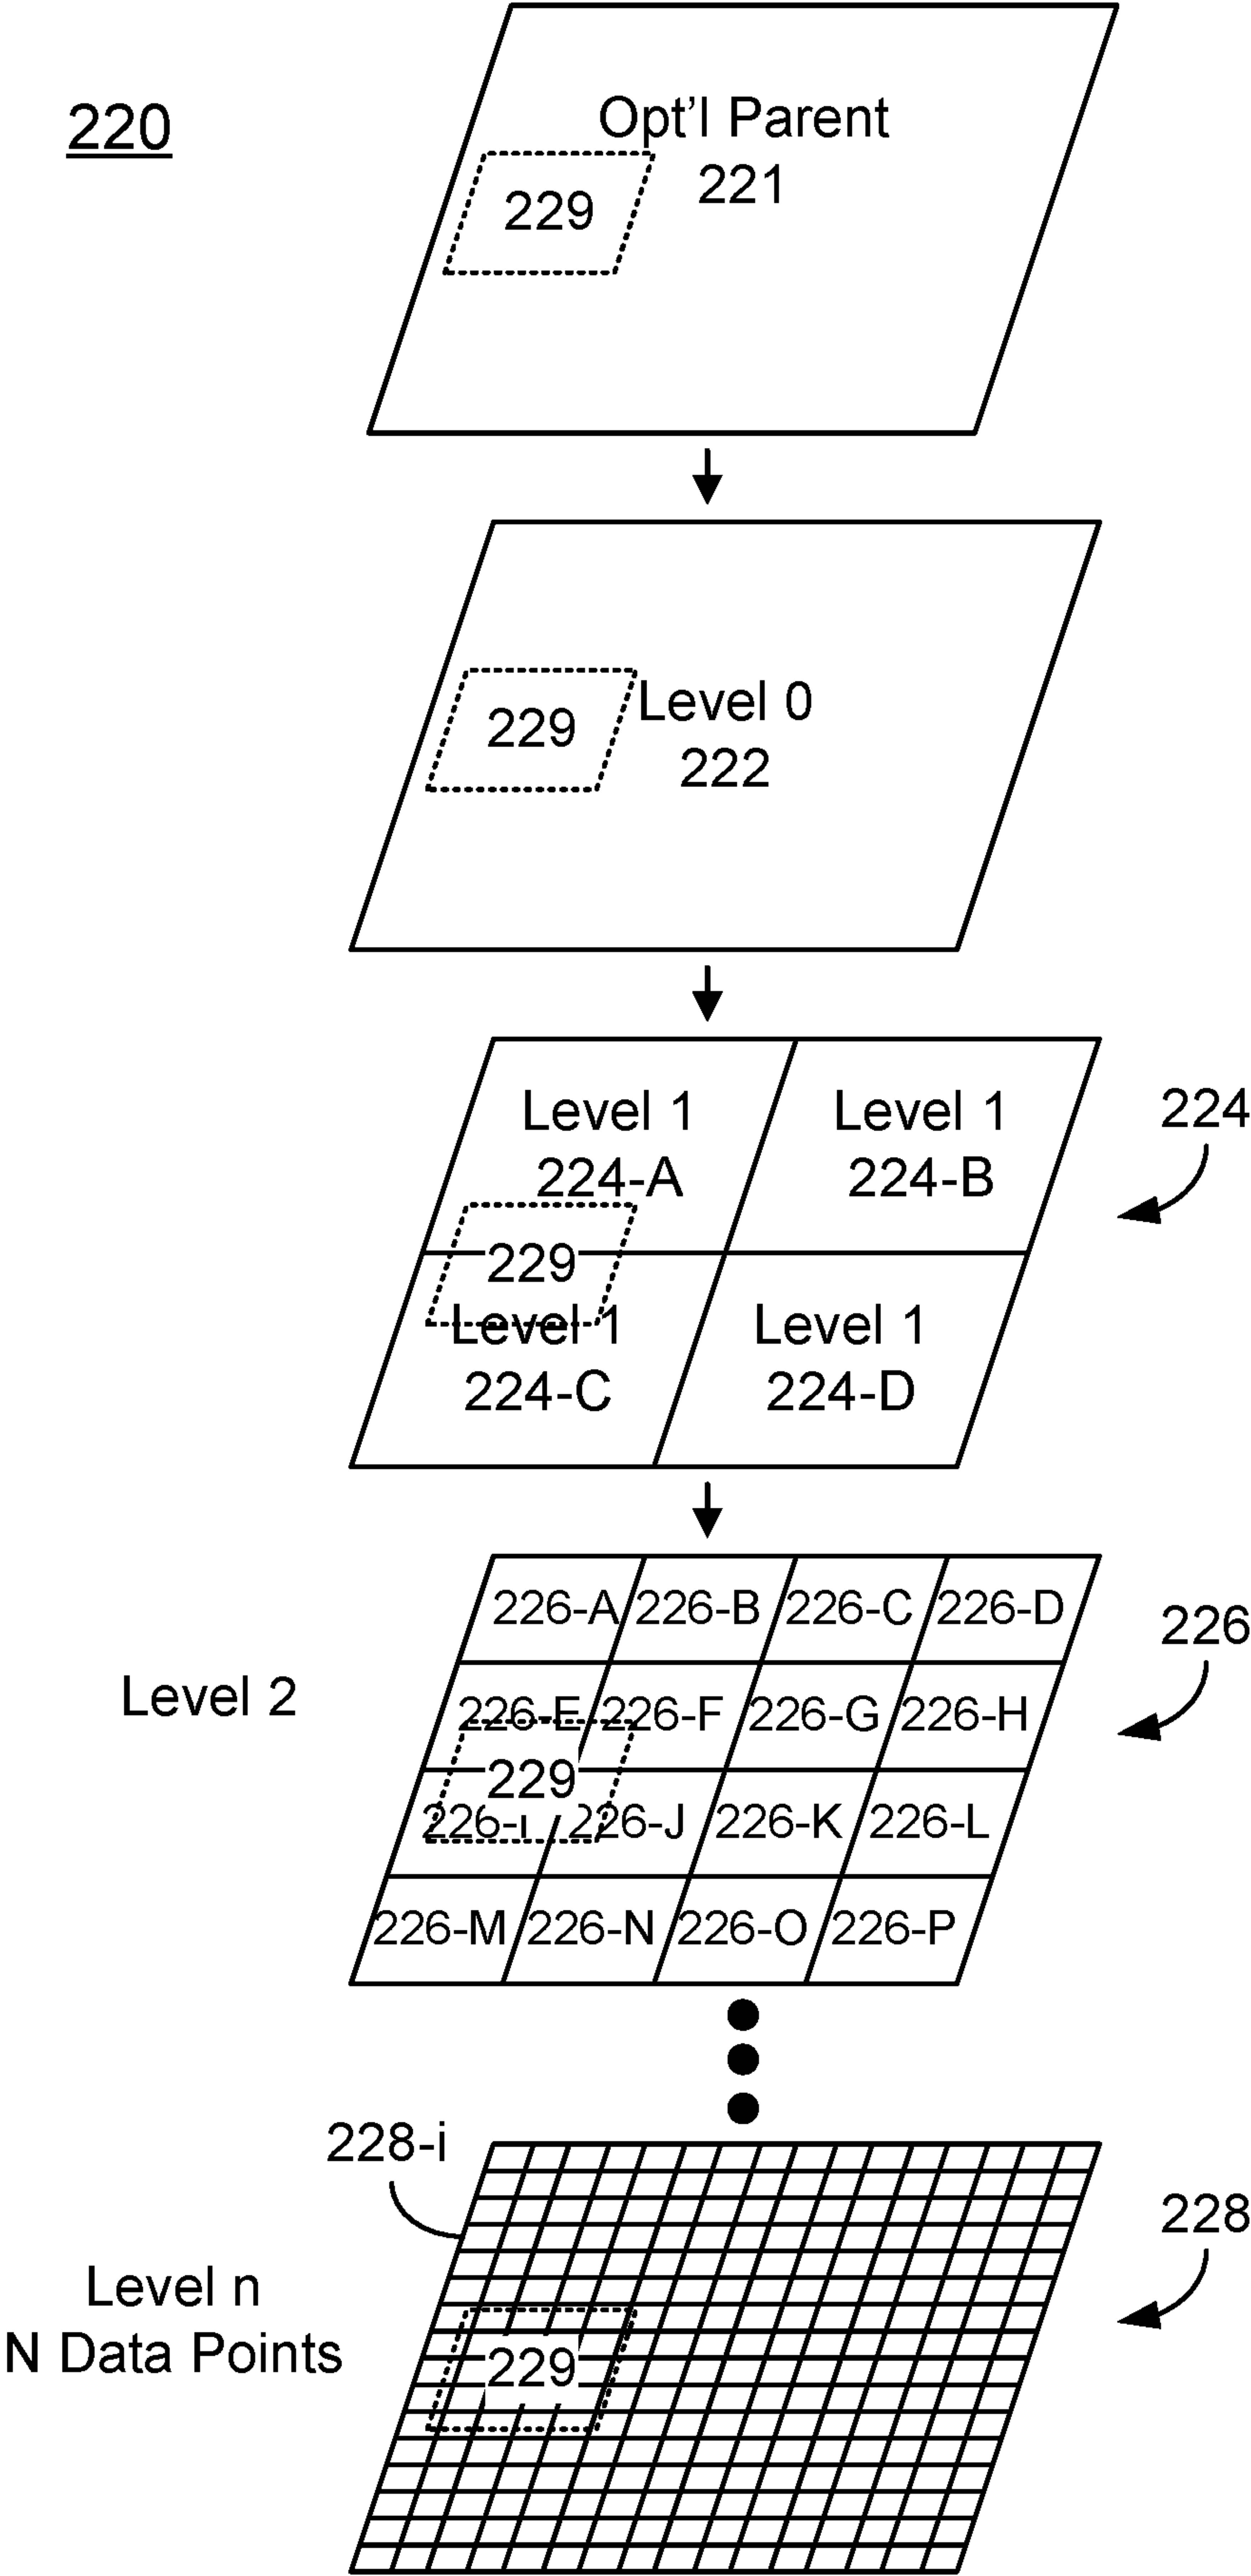 220
Opt'l Parent
221
229
Level 0
229
222
Level 1
224-A
Level 1
224-B
224
229
Level 1
224-C
Level 1
224-D
226-A
226-B
226-C
226-D
226
Level 2
226-E
226-F
226-G
226-H
229
226-I
226-J
226-K
226-L
226-M
226-N
226-O
226-P
228-i
228
Level n
N Data Points
229